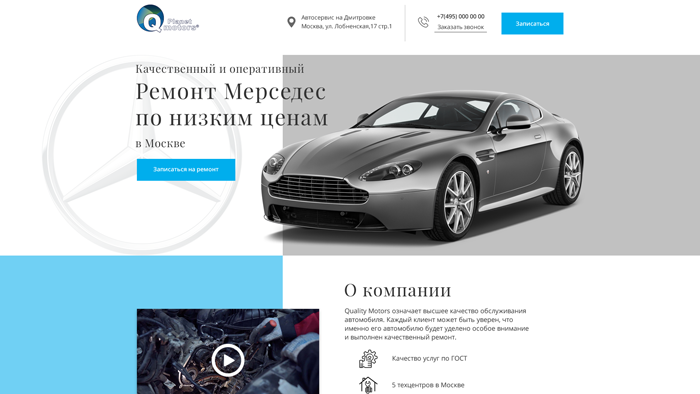 Q Planet
motors
Автосервис на Дмитровке
Москва, ул. Лобненская,17 стр.1
+7(495) 000 00 00
Заказать звонок
Записаться
Качественный и оперативный
Ремонт Мерседес
по низким ценам
в Москве
Записаться на ремонт
О компании
Quality Motors означает высшее качество обслуживания
автомобиля. Каждый клиент может быть уверен, что
именно его автомобилю будет уделено особое внимание
и выполнен качественный ремонт.
Качество услуг по ГОСТ
5 техцентров в Москве